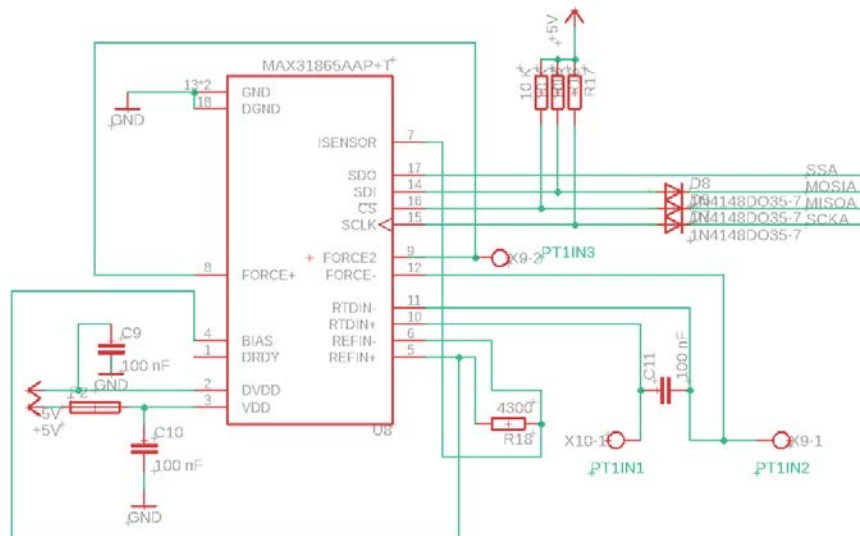 MAX31865AAP+T
+5V
13*2
GND
18
DGND
GND
10 K
R17
7
ISENSOR
17
SDO
SSA
14
SDI
D8
MOSIA
16
CS
1N4148DO35-7
MISOA
15
SCLK
1N4148DO35-7
SCKA
1N4148DO35-7
9
FORCE2
X9-2
PT1IN3
8
FORCE+
12
FORCE-
11
RTDIN-
10
RTDIN+
C9
4
BIAS
6
REFIN-
100 nF
1
DRDY
5
REFIN+
GND
C11
100 nF
2
DVDD
5V
3
VDD
+5V
U8
4300
R18
C10
100 nF
GND
X10-1
PT1IN1
X9-1
PT1IN2